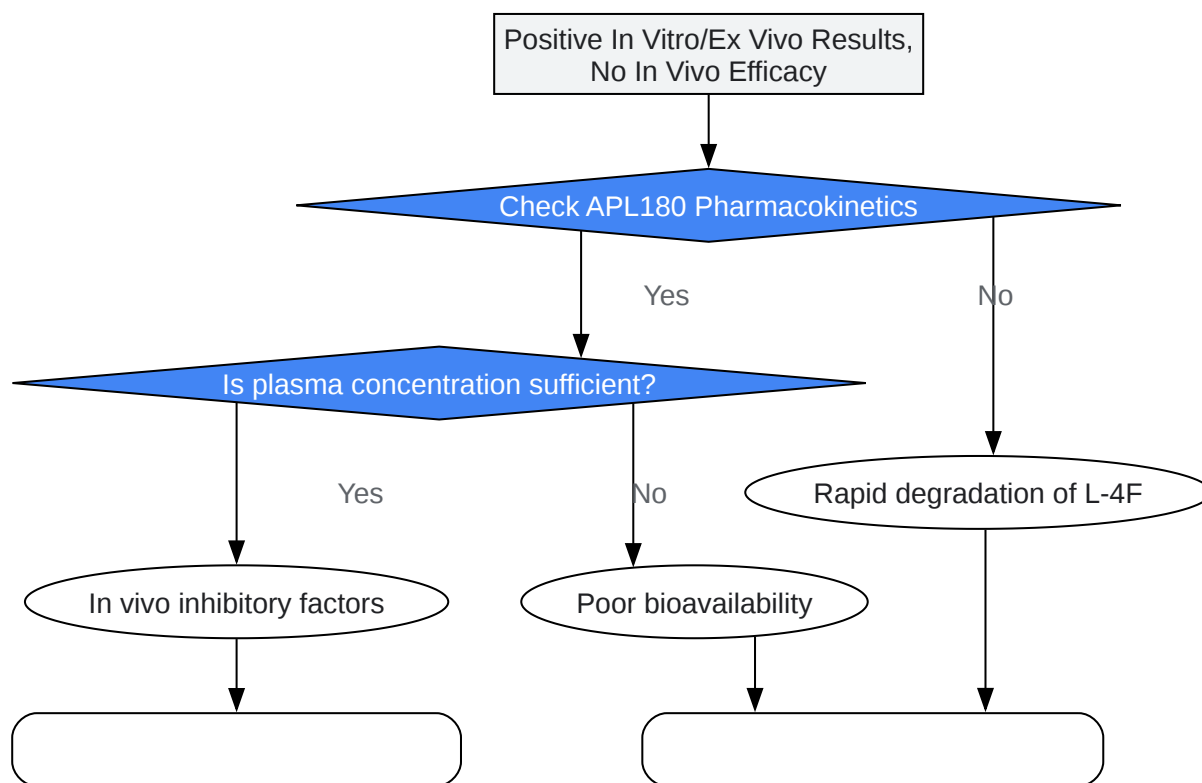 Positive In Vitro/Ex Vivo Results,
No In Vivo Efficacy
Check APL180 Pharmacokinetics
Yes
No
Is plasma concentration sufficient?
Yes
No
Rapid degradation of L-4F
In vivo inhibitory factors
Poor bioavailability